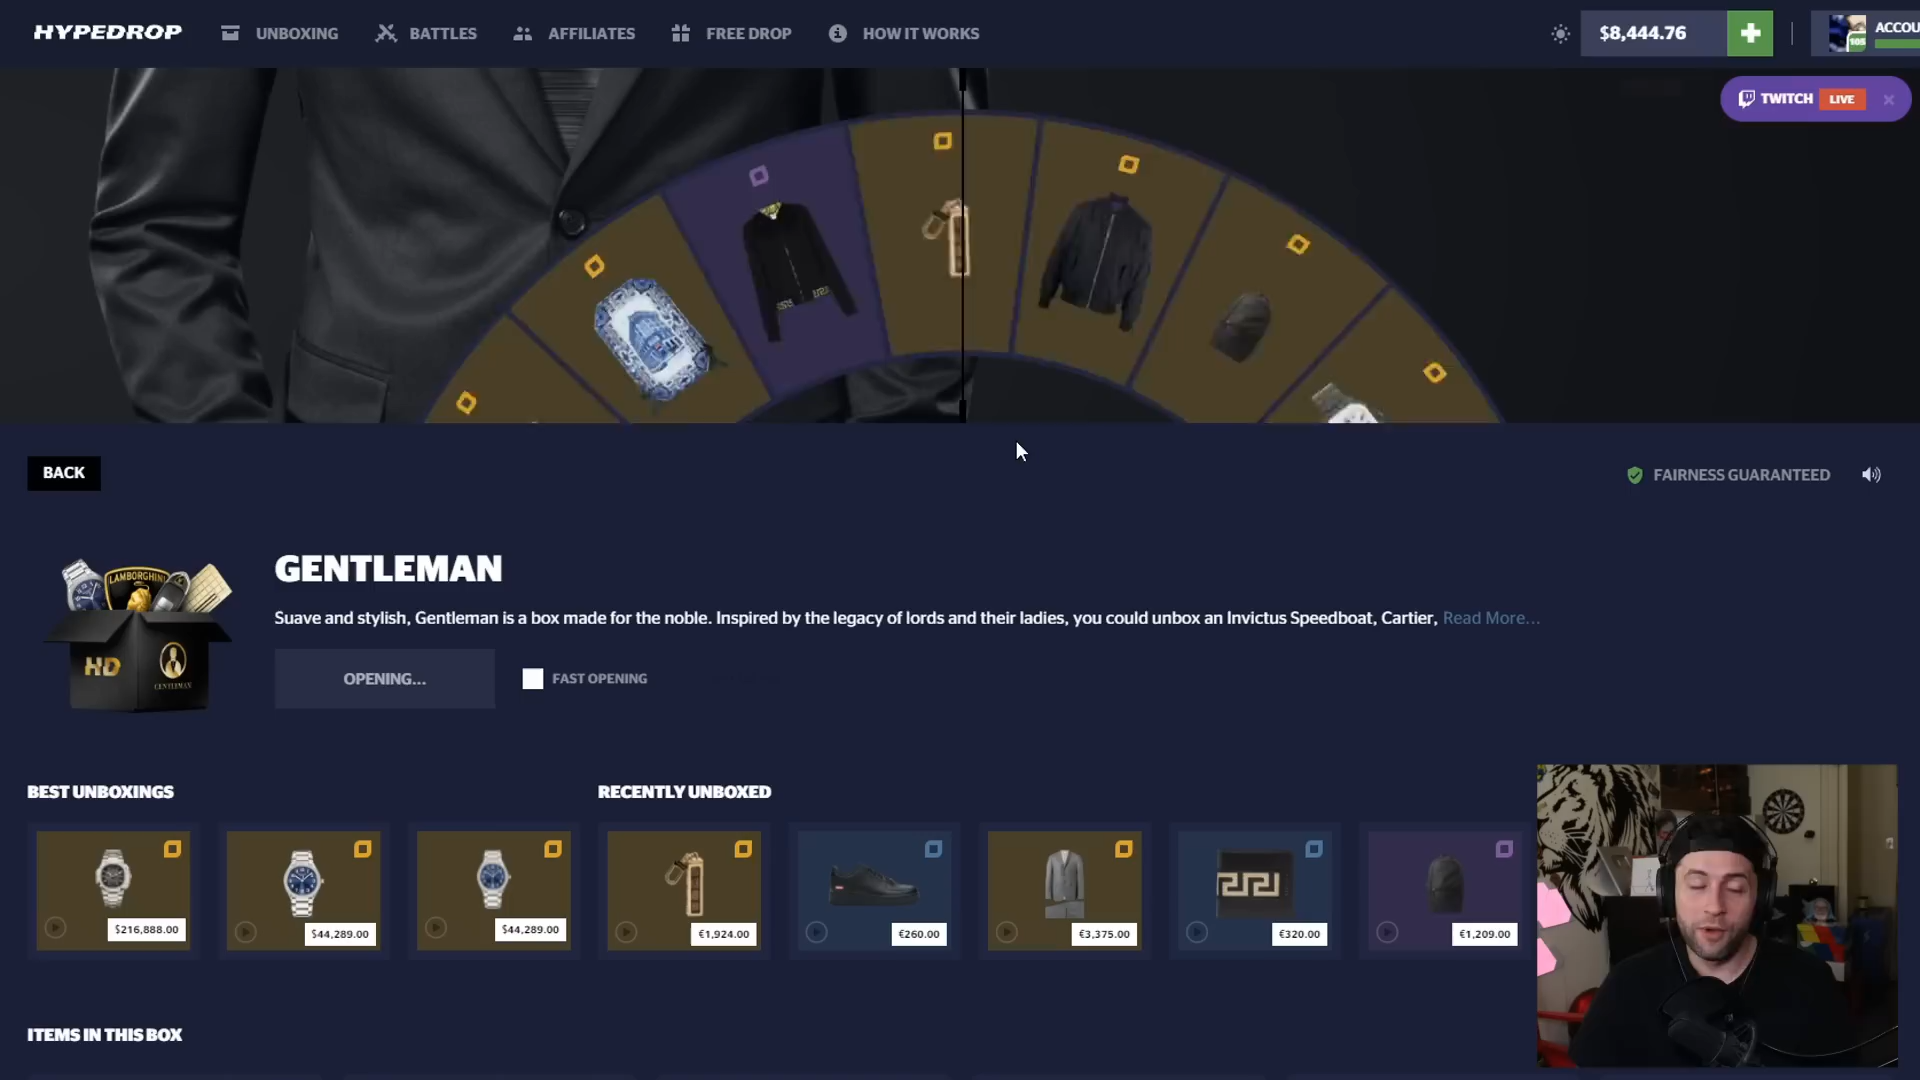 HYPEDROP UNBOXING BATTLES AFFILIATES FREE DROP HOW IT WORKS $8,444.76 ACCOU
105
TWITCH LIVE
BACK
FAIRNESS GUARANTEED
LAMBORGHINI
HD
GENTLEMAN
GENTLEMAN
Suave and stylish, Gentleman is a box made for the noble. Inspired by the legacy of lords and their ladies, you could unbox an Invictus Speedboat, Cartier, Read More...
OPENING... FAST OPENING
BEST UNBOXINGS RECENTLY UNBOXED
$216,888.00 $44,289.00 $44,289.00 €1,924.00 €260.00 €3,375.00 €320.00 €1,209.00
ITEMS IN THIS BOX